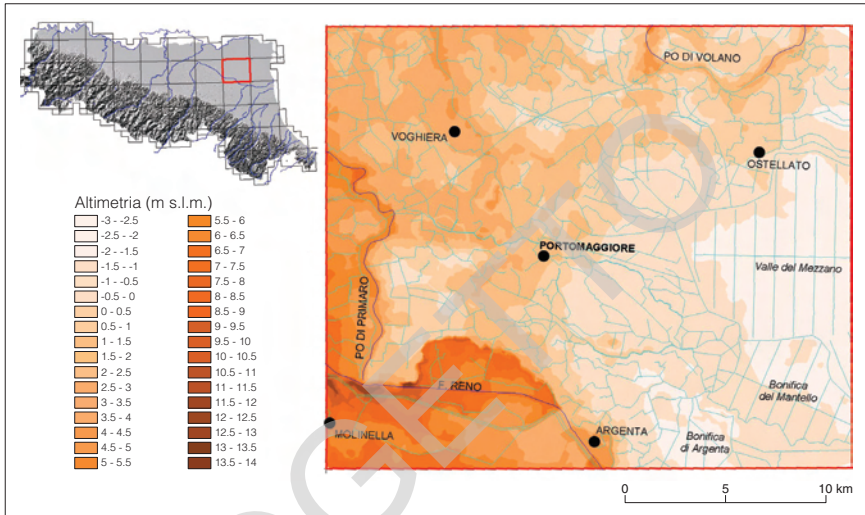 Altimetria (m s.l.m.)
-3 - -2.5
-2.5 - -2
-2 - -1.5
-1.5 - -1
-1 - -0.5
-0.5 - 0
0 - 0.5
0.5 - 1
1 - 1.5
1.5 - 2
2 - 2.5
2.5 - 3
3 - 3.5
3.5 - 4
4 - 4.5
4.5 - 5
5 - 5.5
5.5 - 6
6 - 6.5
6.5 - 7
7 - 7.5
7.5 - 8
8 - 8.5
8.5 - 9
9 - 9.5
9.5 - 10
10 - 10.5
10.5 - 11
11 - 11.5
11.5 - 12
12 - 12.5
12.5 - 13
13 - 13.5
13.5 - 14
PO DI VOLANO
VOGHIERA
OSTELLATO
PORTOMAGGIORE
Valle del Mezzano
PO DI PRIMARO
F. RENO
Bonifica
del Mantello
MOLINELLA
ARGENTA
Bonifica
di Argenta
0 5 10 km
OGETTO